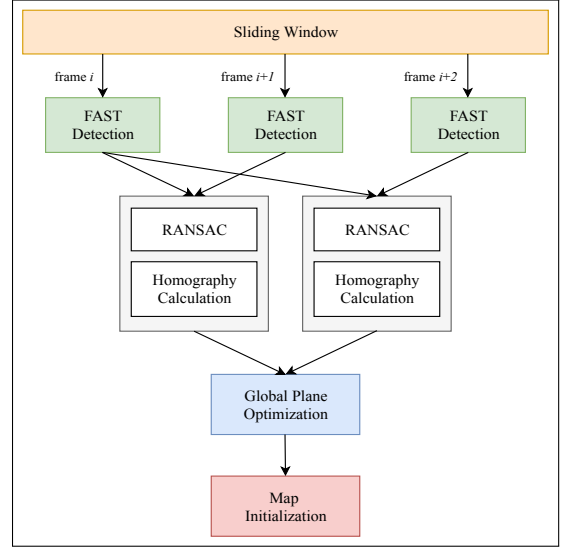 Sliding Window
frame i
frame i+1
frame i+2
FAST
Detection
FAST
Detection
FAST
Detection
RANSAC
Homography
Calculation
RANSAC
Homography
Calculation
Global Plane
Optimization
Map
Initialization